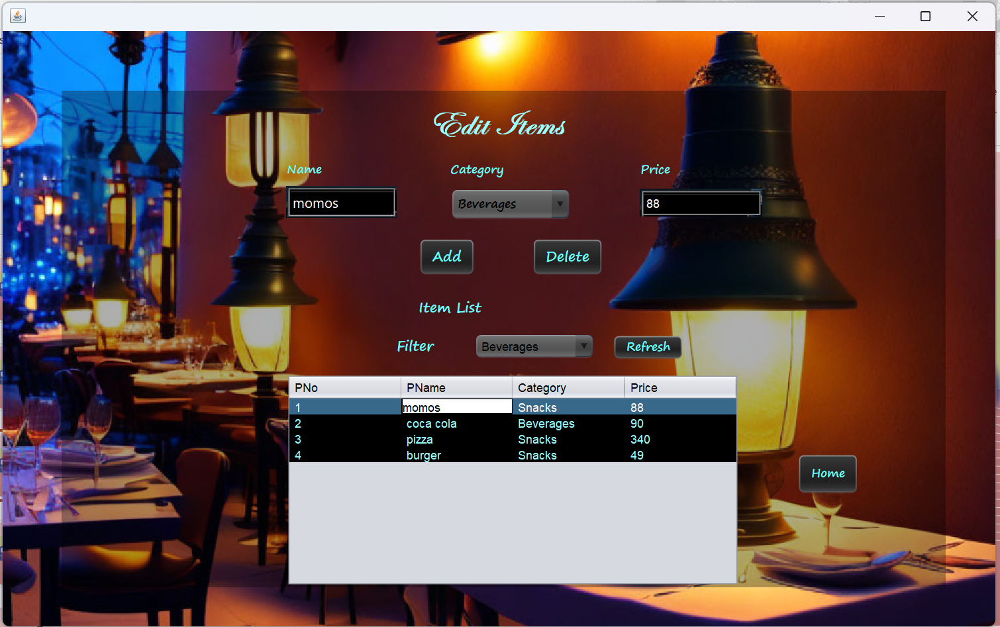 Edit Items
Name Category Price
momos Beverages 88
Add Delete
Item List
Filter Beverages Refresh
PNo PName Category Price
1 momos Snacks 88
2 coca cola Beverages 90
3 pizza Snacks 340
4 burger Snacks 49
Home